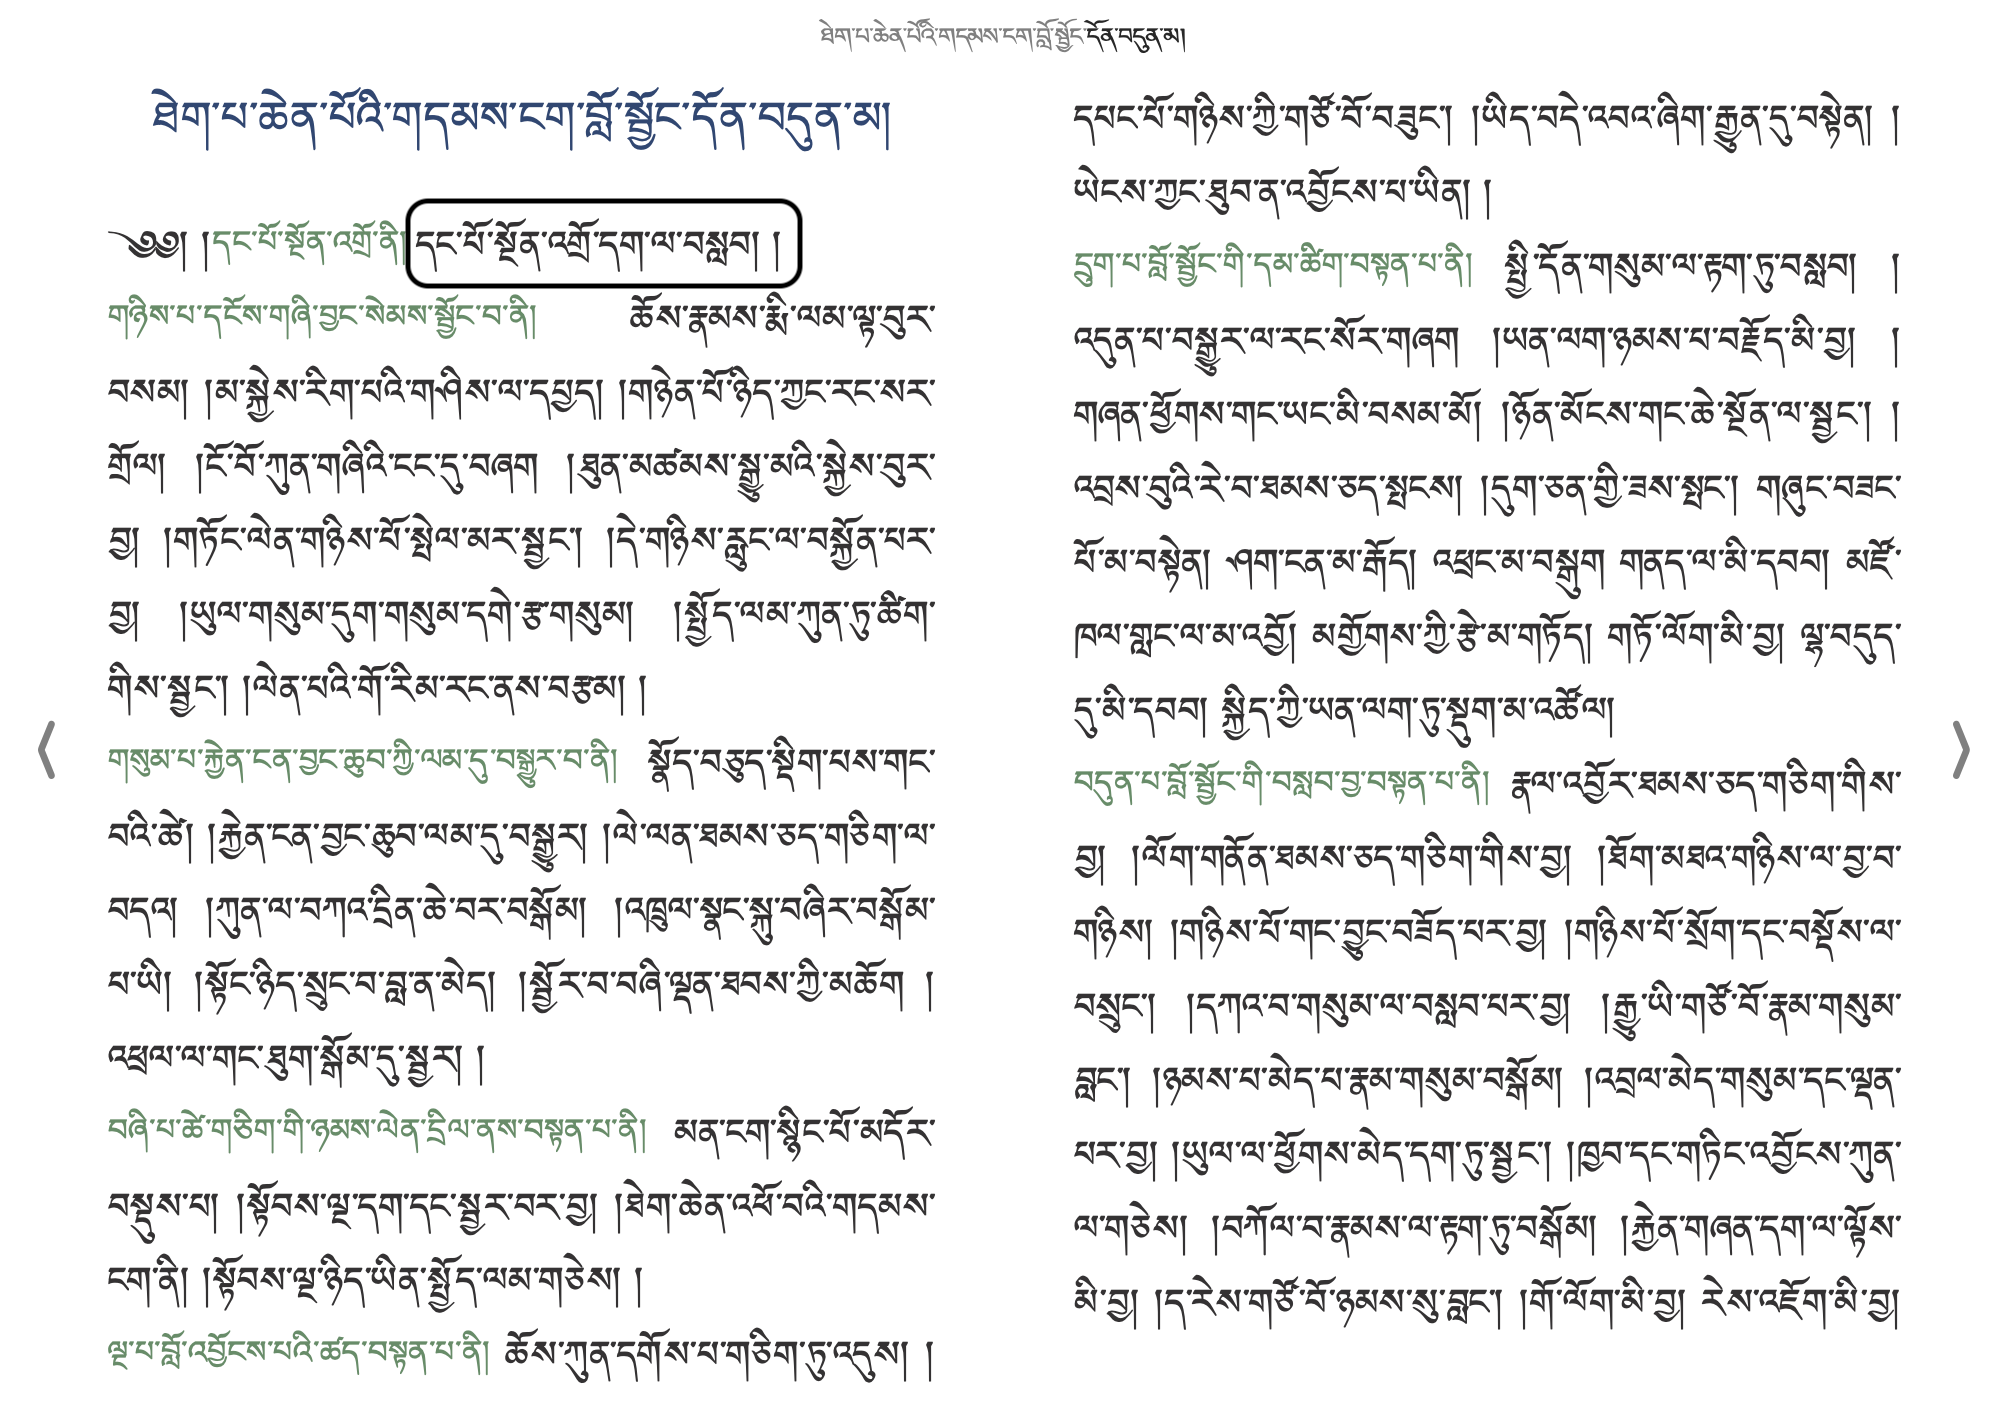 ཐེག་པ་ཆེན་པོའི་གདམས་ངག་བློ་སྦྱོང་དོན་བདུན་མ།
ཐེག་པ་ཆེན་པོའི་གདམས་ངག་བློ་སྦྱོང་དོན་བདུན་མ།
༄༅། །དང་པོ་སྔོན་འགྲོ་ནི། དང་པོ་སྔོན་འགྲོ་དག་ལ་བསླབ། །
གཉིས་པ་དངོས་གཞི་བྱང་སེམས་སྦྱོང་བ་ནི། ཆོས་རྣམས་རྨི་ལམ་ལྟ་བུར་
བསམ། །མ་སྐྱེས་རིག་པའི་གཤིས་ལ་དཔྱད། །གཉེན་པོ་ཉིད་ཀྱང་རང་སར་
གྲོལ། །ངོ་བོ་ཀུན་གཞིའི་ངང་དུ་བཞག །ཐུན་མཚམས་སྒྱུ་མའི་སྐྱེས་བུར་
བྱ། །གཏོང་ལེན་གཉིས་པོ་སྤེལ་མར་སྦྱང༌། །དེ་གཉིས་རླུང་ལ་བསྐྱོན་པར་
བྱ། །ཡུལ་གསུམ་དུག་གསུམ་དགེ་རྩ་གསུམ། །སྤྱོད་ལམ་ཀུན་ཏུ་ཚིག་
གིས་སྦྱང༌། །ལེན་པའི་གོ་རིམ་རང་ནས་བརྩམ། །
གསུམ་པ་རྐྱེན་ངན་བྱང་ཆུབ་ཀྱི་ལམ་དུ་བསྒྱུར་བ་ནི། སྣོད་བཅུད་སྡིག་པས་གང་
བའི་ཚེ། །རྐྱེན་ངན་བྱང་ཆུབ་ལམ་དུ་བསྒྱུར། །ལེ་ལན་ཐམས་ཅད་གཅིག་ལ་
བདའ། །ཀུན་ལ་བཀའ་དྲིན་ཆེ་བར་བསྒོམ། །འཁྲུལ་སྣང་སྐུ་བཞིར་བསྒོམ་
པ་ཡི། །སྟོང་ཉིད་སྲུང་བ་བླ་ན་མེད། །སྦྱོར་བ་བཞི་ལྡན་ཐབས་ཀྱི་མཆོག །
འཕྲལ་ལ་གང་ཐུག་སྒོམ་དུ་སྦྱར། །
བཞི་པ་ཚེ་གཅིག་གི་ཉམས་ལེན་དྲིལ་ནས་བསྟན་པ་ནི། མན་ངག་སྙིང་པོ་མདོར་
བསྡུས་པ། །སྟོབས་ལྔ་དག་དང་སྦྱར་བར་བྱ། །ཐེག་ཆེན་འཕོ་བའི་གདམས་
ངག་ནི། །སྟོབས་ལྔ་ཉིད་ཡིན་སྤྱོད་ལམ་གཅེས། །
ལྔ་པ་བློ་འབྱོངས་པའི་ཚད་བསྟན་པ་ནི། ཆོས་ཀུན་དགོས་པ་གཅིག་ཏུ་འདུས། །
དཔང་པོ་གཉིས་ཀྱི་གཙོ་བོ་བཟུང༌། །ཡིད་བདེ་འབའ་ཞིག་རྒྱུན་དུ་བསྟེན། །
ཡེངས་ཀྱང་ཐུབ་ན་འབྱོངས་པ་ཡིན། །
དྲུག་པ་བློ་སྦྱོང་གི་དམ་ཚིག་བསྟན་པ་ནི། སྤྱི་དོན་གསུམ་ལ་རྟག་ཏུ་བསླབ། །
འདུན་པ་བསྒྱུར་ལ་རང་སོར་གཞག །ཡན་ལག་ཉམས་པ་བརྗོད་མི་བྱ། །
གཞན་ཕྱོགས་གང་ཡང་མི་བསམ་མོ། །ཉོན་མོངས་གང་ཆེ་སྔོན་ལ་སྦྱང༌། །
འབྲས་བུའི་རེ་བ་ཐམས་ཅད་སྤངས། །དུག་ཅན་གྱི་ཟས་སྤང༌། གཞུང་བཟང་
པོ་མ་བསྟེན། ཤག་ངན་མ་རྒོད། འཕྲང་མ་བསྒུག གནད་ལ་མི་དབབ། མཛོ་
ཁལ་གླང་ལ་མ་འབྱོ། མགྱོགས་ཀྱི་རྩེ་མ་གཏོད། གཏོ་ལོག་མི་བྱ། ལྷ་བདུད་
དུ་མི་དབབ། སྐྱིད་ཀྱི་ཡན་ལག་ཏུ་སྡུག་མ་འཚོལ།
བདུན་པ་བློ་སྦྱོང་གི་བསླབ་བྱ་བསྟན་པ་ནི། རྣལ་འབྱོར་ཐམས་ཅད་གཅིག་གིས་
བྱ། །ལོག་གནོན་ཐམས་ཅད་གཅིག་གིས་བྱ། །ཐོག་མཐའ་གཉིས་ལ་བྱ་བ་
གཉིས། །གཉིས་པོ་གང་བྱུང་བཟོད་པར་བྱ། །གཉིས་པོ་སྲོག་དང་བསྡོས་ལ་
བསྲུང༌། །དཀའ་བ་གསུམ་ལ་བསླབ་པར་བྱ། །རྒྱུ་ཡི་གཙོ་བོ་རྣམ་གསུམ་
བླང༌། །ཉམས་པ་མེད་པ་རྣམ་གསུམ་བསྒོམ། །འབྲལ་མེད་གསུམ་དང་ལྡན་
པར་བྱ། །ཡུལ་ལ་ཕྱོགས་མེད་དག་ཏུ་སྦྱང༌། །ཁྱབ་དང་གཏིང་འབྱོངས་ཀུན་
ལ་གཅེས། །བཀོལ་བ་རྣམས་ལ་རྟག་ཏུ་བསྒོམ། །རྐྱེན་གཞན་དག་ལ་ལྟོས་
མི་བྱ། །ད་རེས་གཙོ་བོ་ཉམས་སུ་བླང༌། །གོ་ལོག་མི་བྱ། རེས་འཇོག་མི་བྱ།